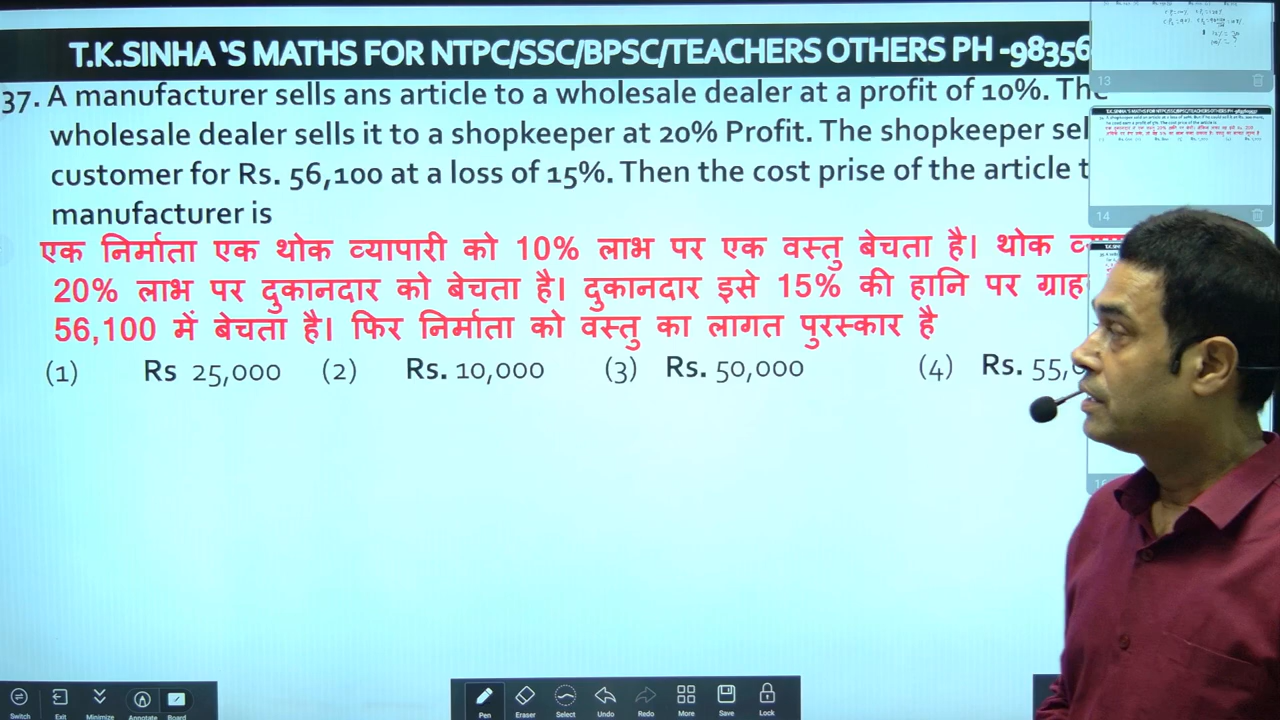 T.K.SINHA 'S MATHS FOR NTPC/SSC/BPSC/TEACHERS OTHERS PH -98356
37. A manufacturer sells ans article to a wholesale dealer at a profit of 10%. The
wholesale dealer sells it to a shopkeeper at 20% Profit. The shopkeeper sel
customer for Rs. 56,100 at a loss of 15%. Then the cost prise of the article t
manufacturer is
एक निर्माता एक थोक व्यापारी को 10% लाभ पर एक वस्तु बेचता है। थोक
20% लाभ पर दुकानदार को बेचता है। दुकानदार इसे 15% की हानि पर ग्राह
56,100 में बेचता है। फिर निर्माता को वस्तु का लागत पुरस्कार है
(1) Rs 25,000 (2) Rs. 10,000 (3) Rs. 50,000 (4) Rs. 55,0
13
14
Switch Exit Minimize Annotate Board Pen Eraser Select Undo Redo More Save Lock